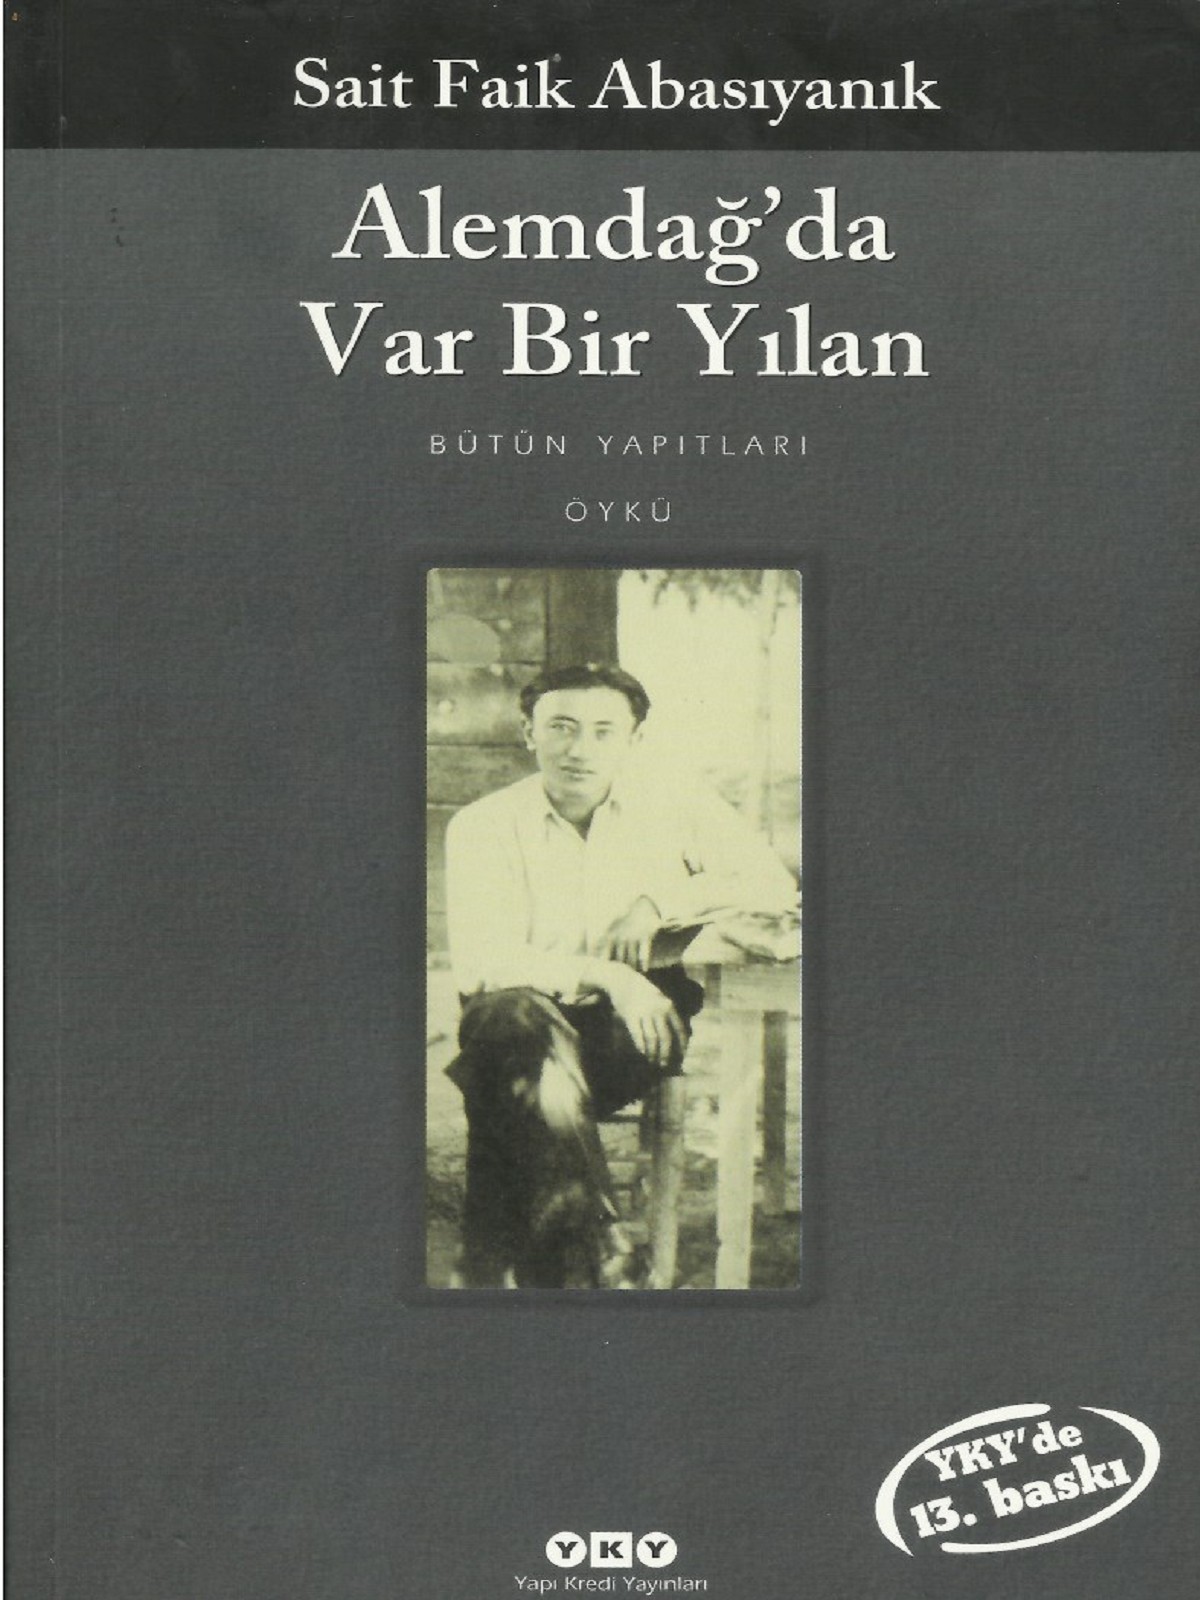 Sait Faik Abasıyanık
Alemdağ'da
Var Bir Yılan
BÜTÜN YAPITLARI
ÖYKÜ
YKY'de
13. baskı
YKY
Yapı Kredi Yayınları